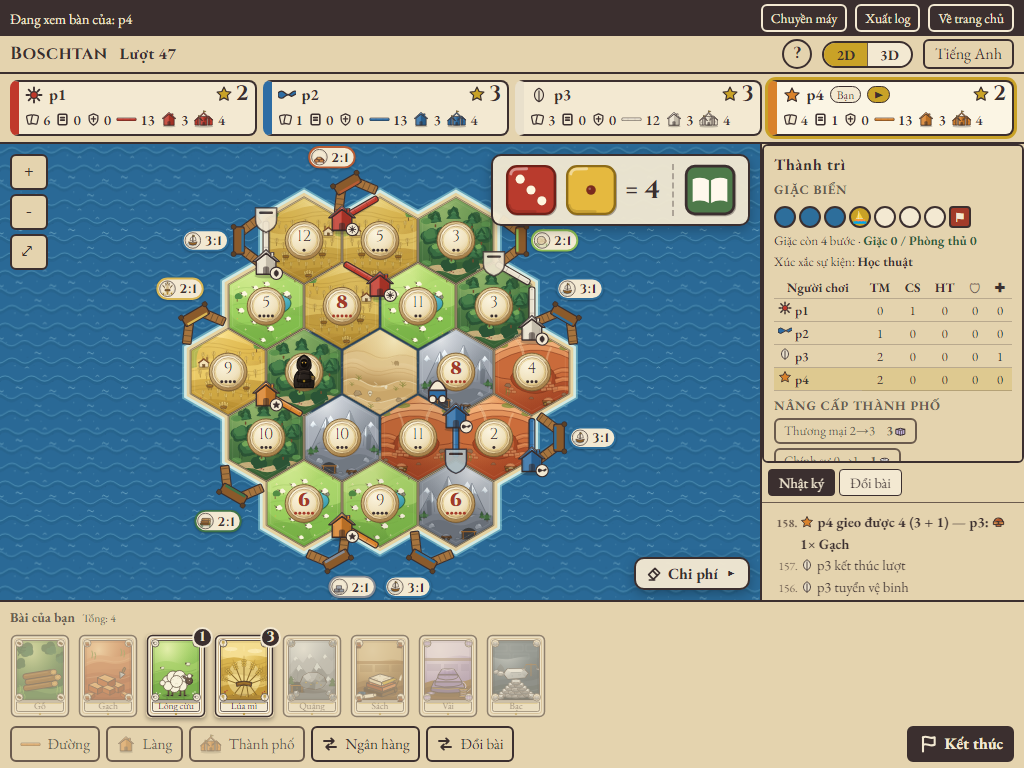 Đang xem bàn của: p4
Chuyền máy
Xuất log
Về trang chủ
BOSCHTAN Lượt 47
?
2D 3D
Tiếng Anh
p1 2
6 0 0 13 3 4
p2 3
1 0 0 13 3 4
p3 3
3 0 0 12 3 4
p4 Bạn 2
4 1 0 13 3 4
+
-
2:1
= 4
3:1
12
5
3
2:1
2:1
5
8
11
3
3:1
9
8
4
10
10
11
2
3:1
2:1
6
9
6
2:1
3:1
Chi phí
Thành trì
GIẶC BIỂN
Giặc còn 4 bước · Giặc 0 / Phòng thủ 0
Xúc xắc sự kiện: Học thuật
Người chơi TM CS HT
p1 0 1 0 0 0
p2 1 0 0 0 0
p3 2 0 0 0 1
p4 2 0 0 0 0
NÂNG CẤP THÀNH PHỐ
Thương mại 2→3 3
Nhật ký
Đổi bài
158. p4 gieo được 4 (3 + 1) — p3:
1× Gạch
157. p3 kết thúc lượt
156. p3 tuyển vệ binh
Bài của bạn Tổng: 4
1
3
Gỗ
Gạch
Lông cừu
Lúa mì
Quặng
Sách
Vải
Bạc
Đường
Làng
Thành phố
Ngân hàng
Đổi bài
Kết thúc